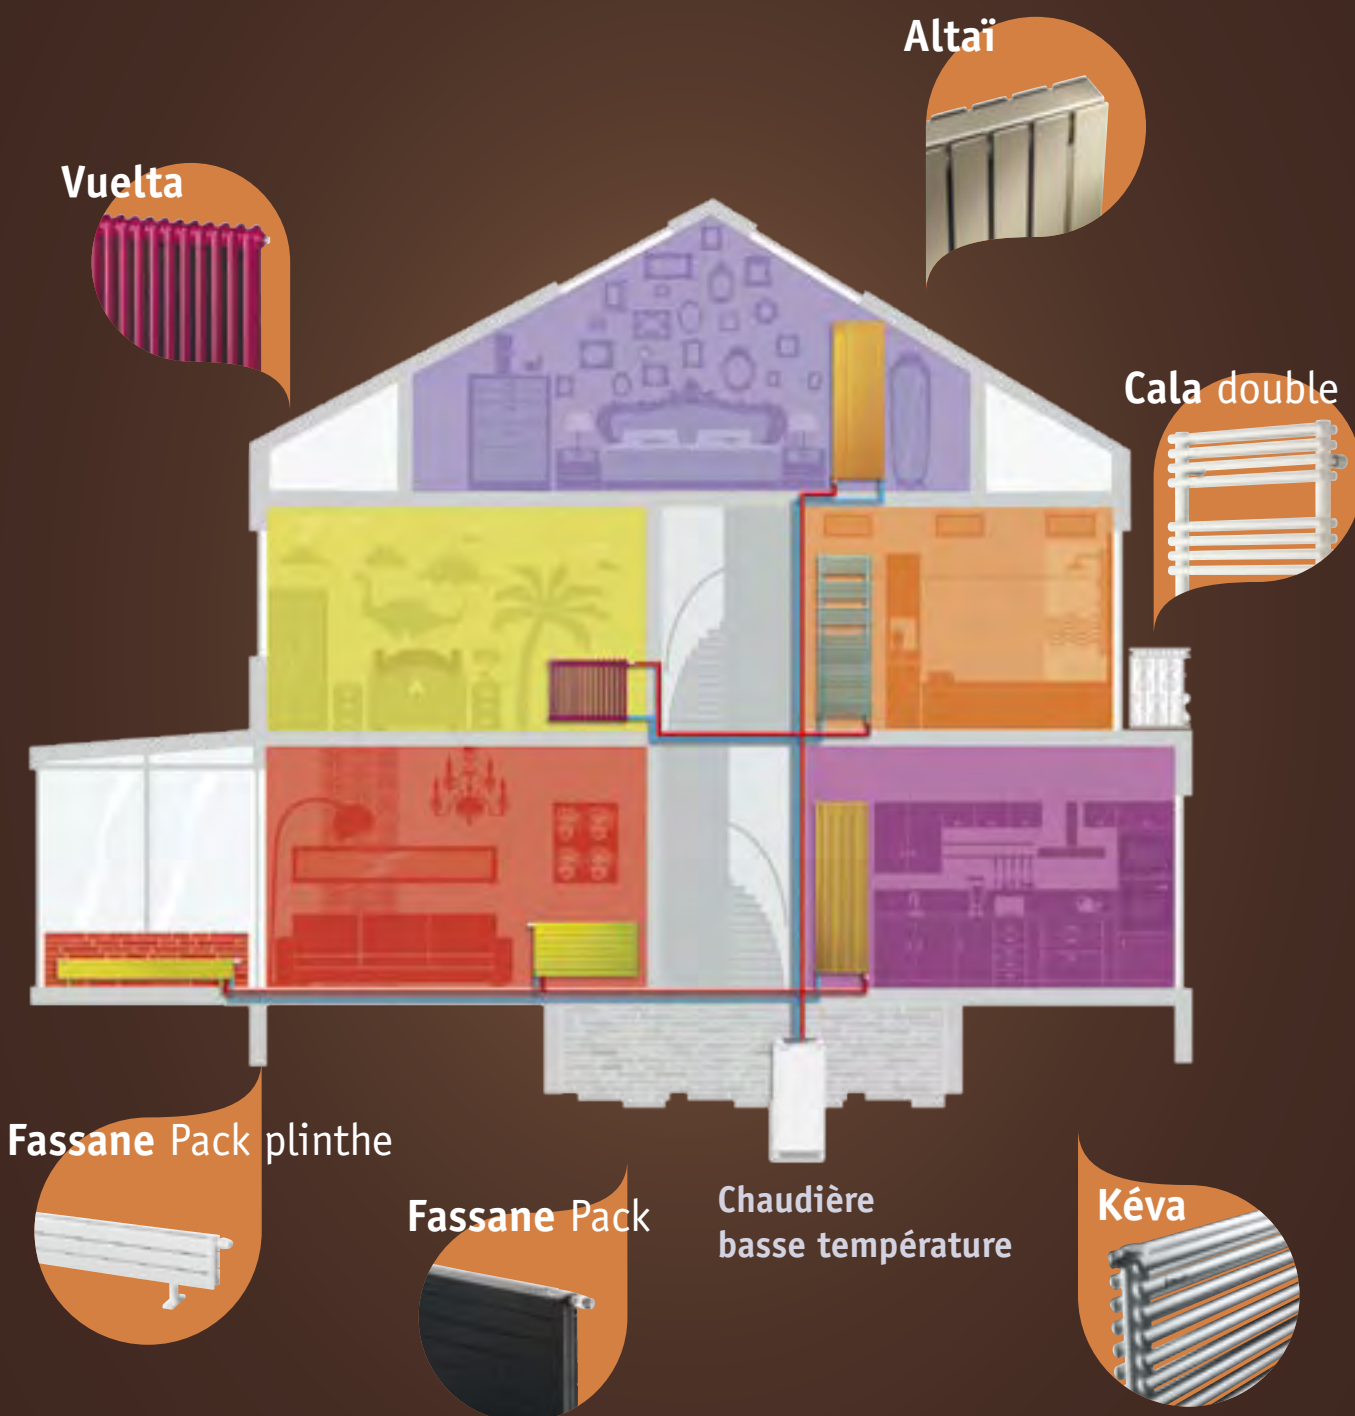 Altaï
Vuelta
Cala double
Fassane Pack plinthe
Fassane Pack
Chaudière
basse température
Kéva